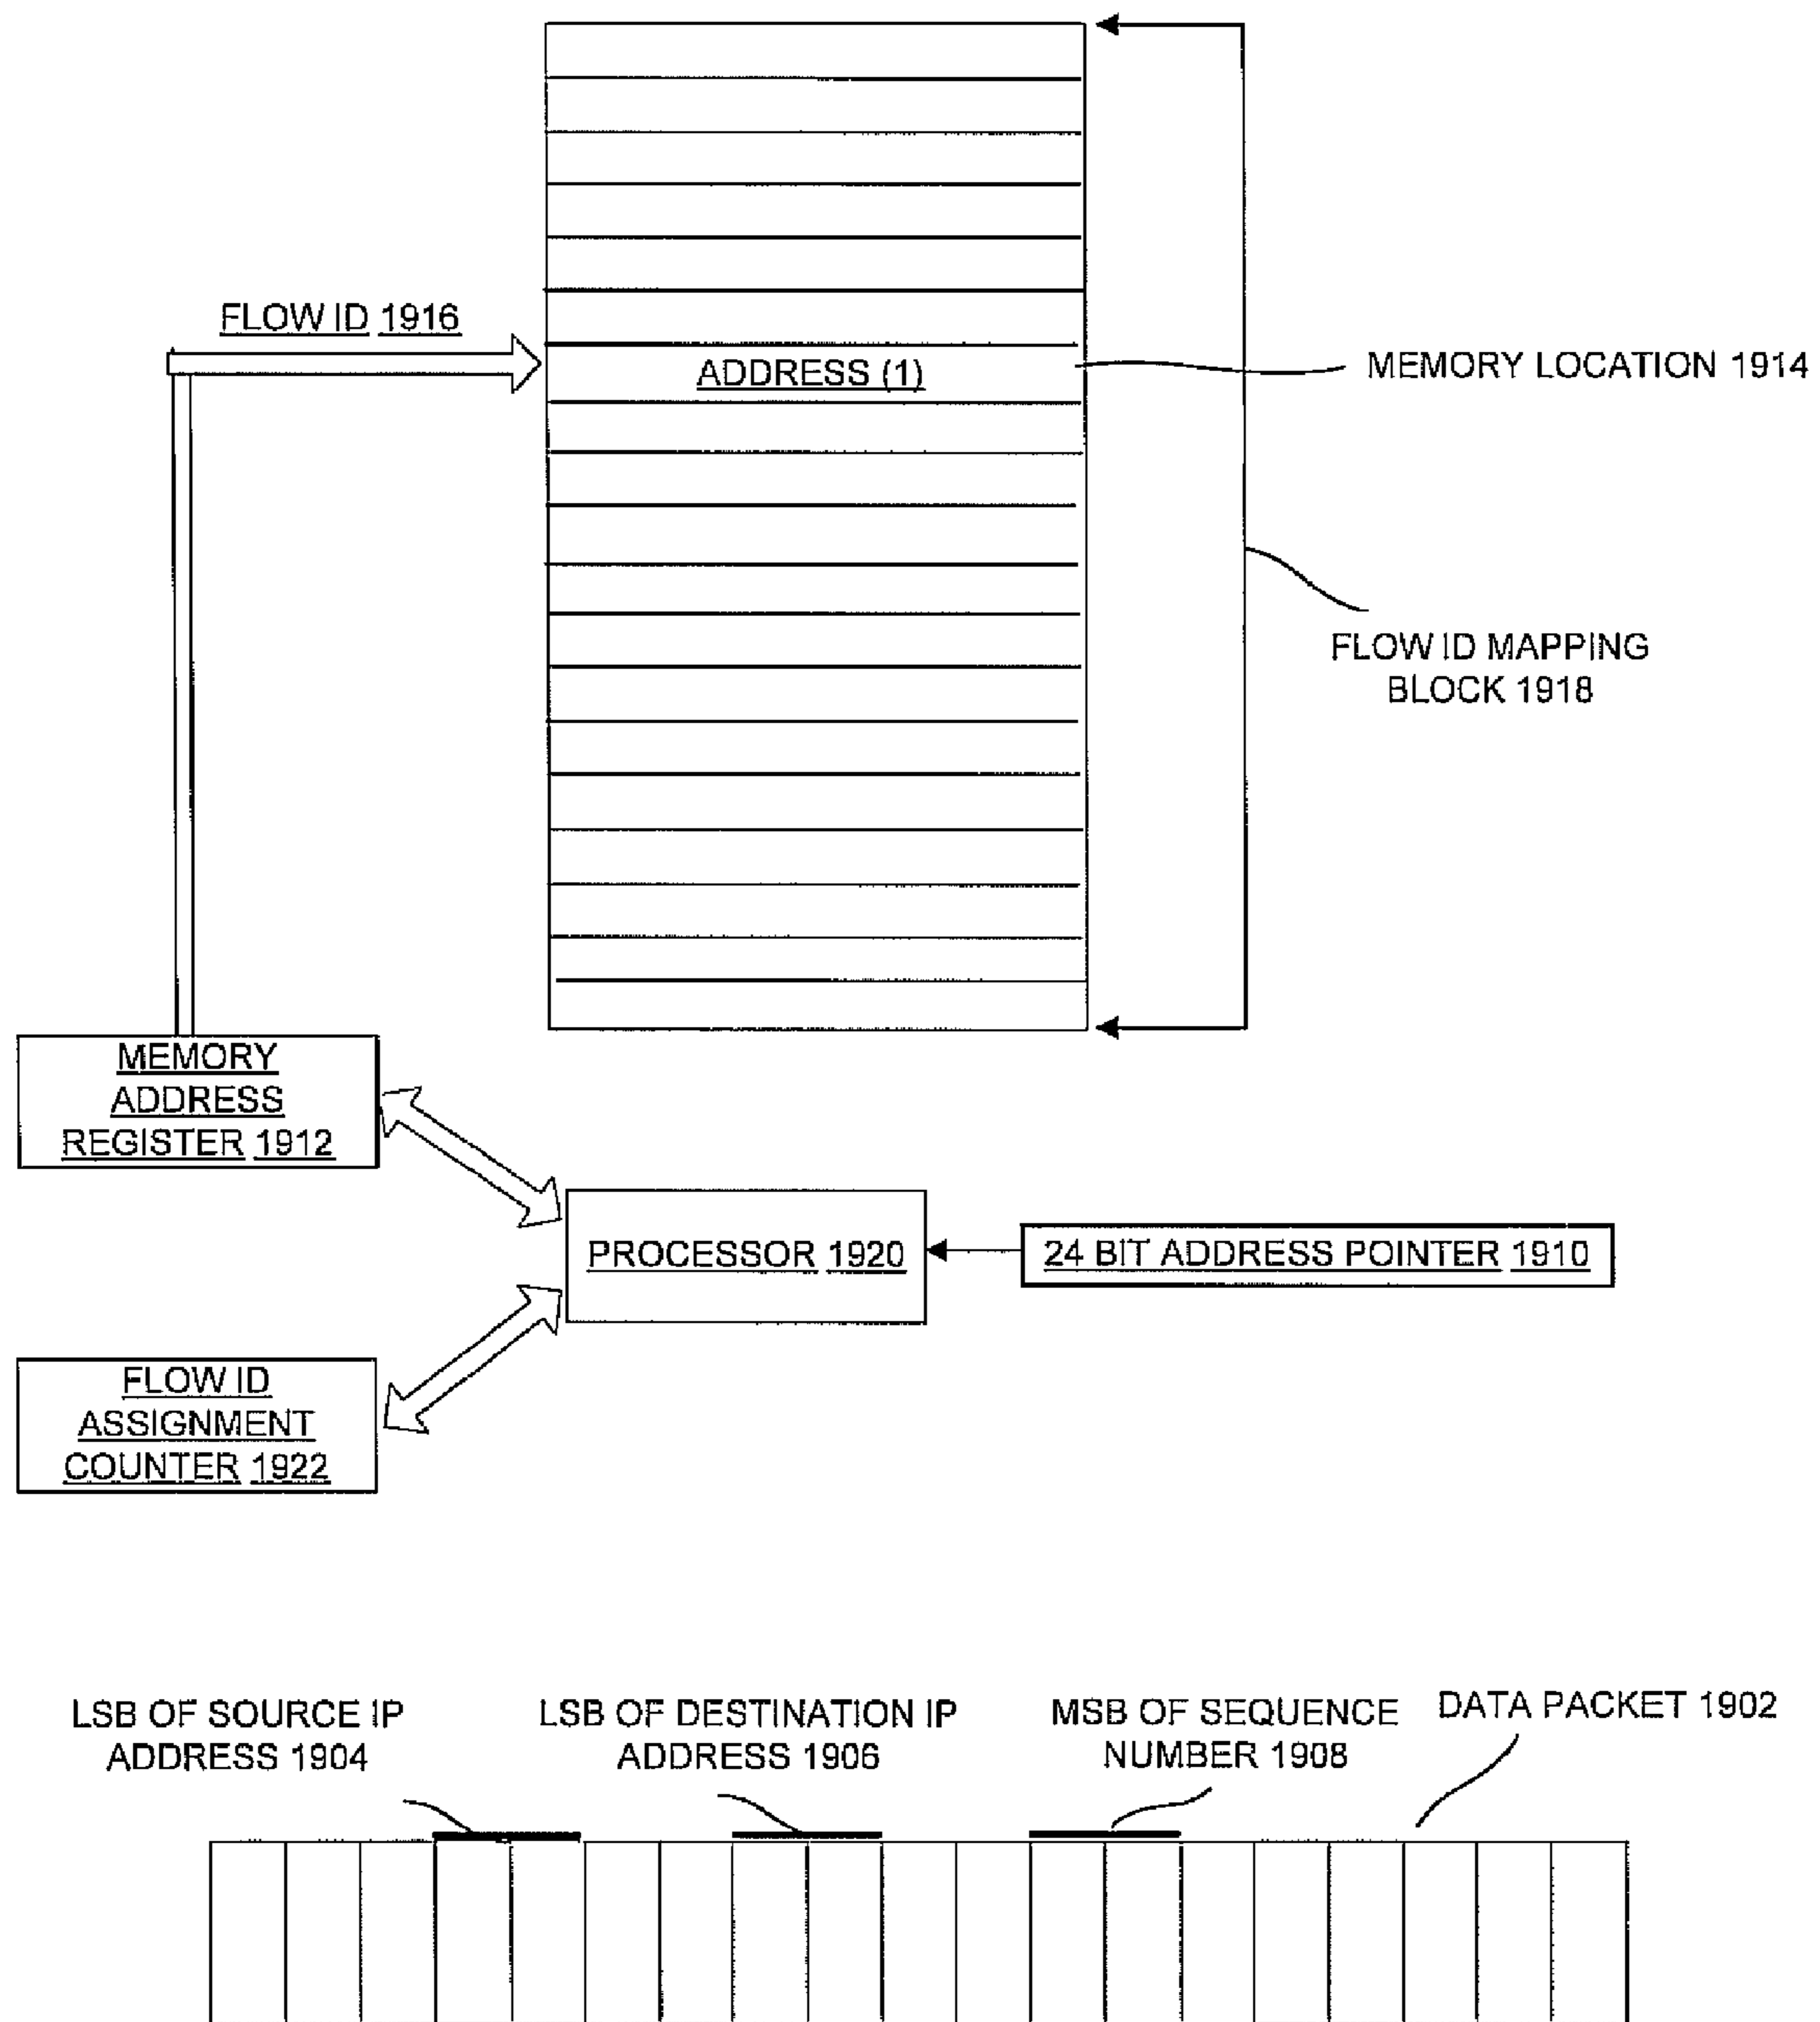 FLOW ID 1916
ADDRESS (1)
MEMORY LOCATION 1914
FLOW ID MAPPING
BLOCK 1918
MEMORY
ADDRESS
REGISTER 1912
PROCESSOR 1920
24 BIT ADDRESS POINTER 1910
FLOW ID
ASSIGNMENT
COUNTER 1922
LSB OF SOURCE IP
ADDRESS 1904
LSB OF DESTINATION IP
ADDRESS 1906
MSB OF SEQUENCE
NUMBER 1908
DATA PACKET 1902